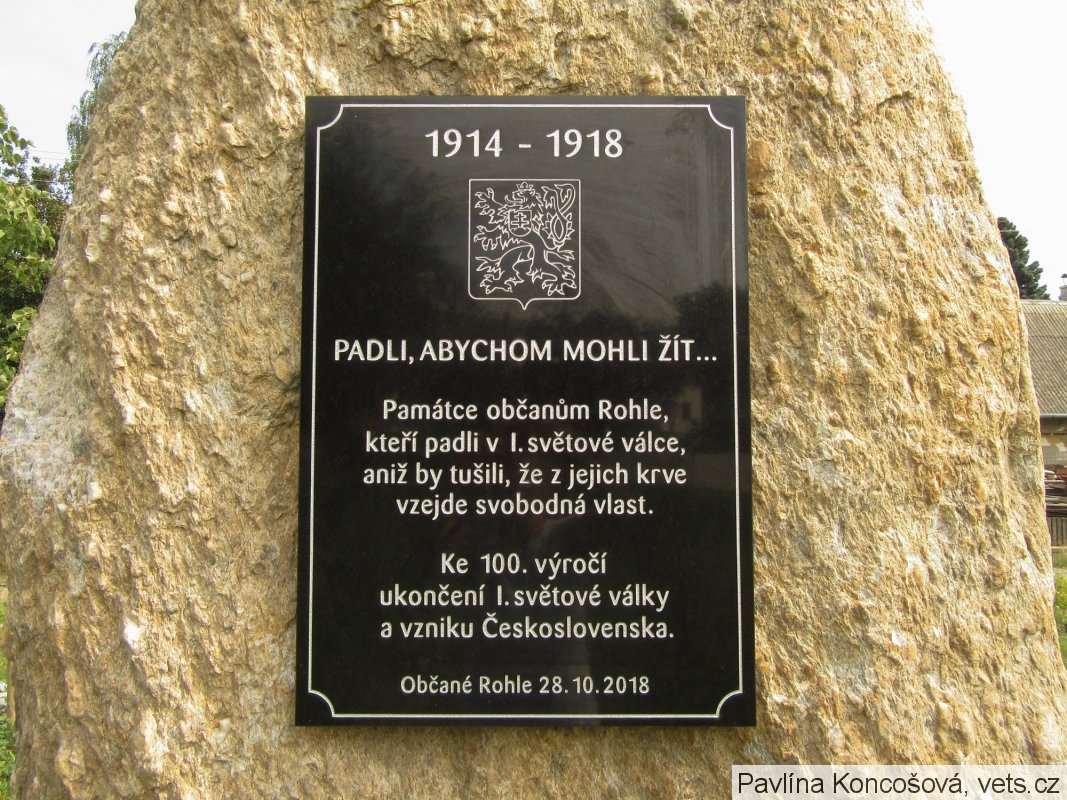 1914 - 1918
PADLI, ABYCHOM MOHLI ŽÍT...
Památce občanům Rohle,
kteří padli v I. světové válce,
aniž by tušili, že z jejich krve
vzejde svobodná vlast.
Ke 100. výročí
ukončení I. světové války
a vzniku Československa.
Občané Rohle 28. 10. 2018
Pavlína Koncošová, vets.cz